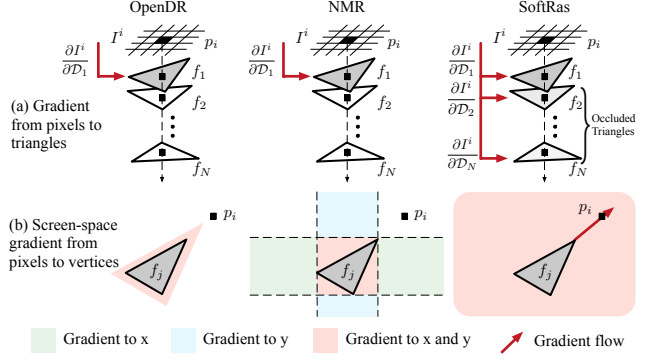 OpenDR NMR SoftRas
I^i p_i I^i p_i I^i p_i
∂I^i/∂D_1 f_1 ∂I^i/∂D_1 f_1 ∂I^i/∂D_1 f_1
f_2 f_2 ∂I^i/∂D_2 f_2
(a) Gradient
from pixels to
triangles
Occluded
Triangles
f_N f_N ∂I^i/∂D_N f_N
(b) Screen-space
gradient from
pixels to vertices
p_i p_i p_i
f_j f_j f_j
Gradient to x Gradient to y Gradient to x and y Gradient flow